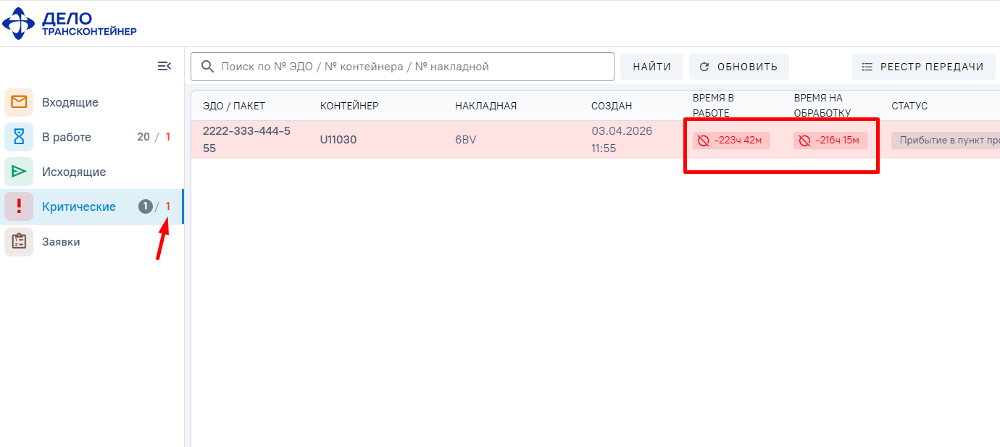 ДЕЛО
ТРАНСКОНТЕЙНЕР
Поиск по № ЭДО / № контейнера / № накладной
НАЙТИ
ОБНОВИТЬ
РЕЕСТР ПЕРЕДАЧИ
Входящие
В работе 20 / 1
Исходящие
Критические 1 / 1
Заявки
ЭДО / ПАКЕТ
КОНТЕЙНЕР
НАКЛАДНАЯ
СОЗДАН
ВРЕМЯ В
РАБОТЕ
ВРЕМЯ НА
ОБРАБОТКУ
СТАТУС
2222-333-444-5
55
U11030
6BV
03.04.2026
11:55
-223ч 42м
-216ч 15м
Прибытие в пункт про